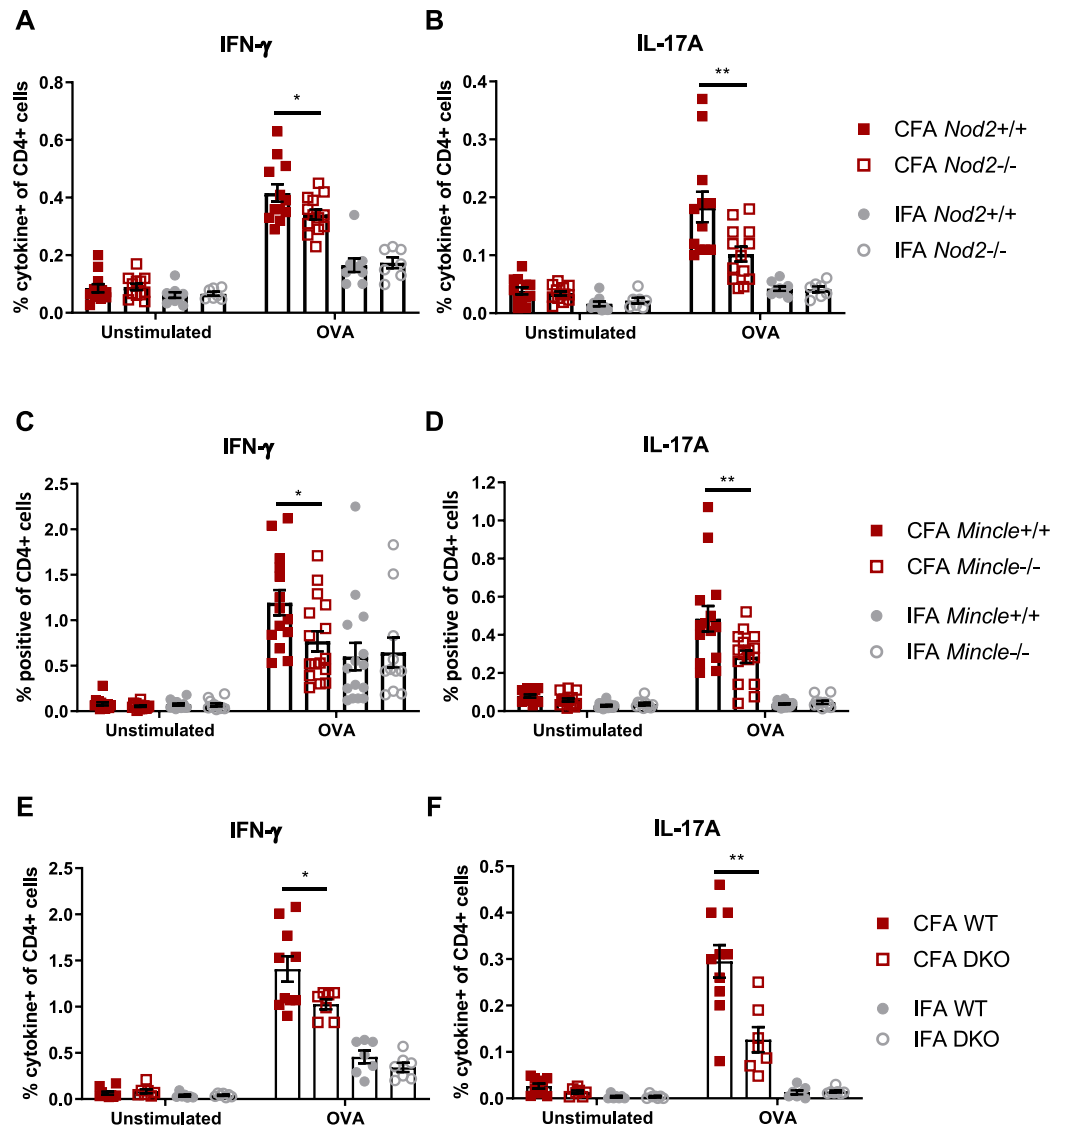 A
IFN-γ
% cytokine+ of CD4+ cells
0.8
0.6
0.4
0.2
0.0
*
Unstimulated
OVA
B
IL-17A
% cytokine+ of CD4+ cells
0.4
0.3
0.2
0.1
0.0
**
Unstimulated
OVA
CFA Nod2+/+
CFA Nod2-/-
IFA Nod2+/+
IFA Nod2-/-
C
IFN-γ
% positive of CD4+ cells
2.5
2.0
1.5
1.0
0.5
0.0
*
Unstimulated
OVA
D
IL-17A
% positive of CD4+ cells
1.2
1.0
0.8
0.6
0.4
0.2
0.0
**
Unstimulated
OVA
CFA Mincle+/+
CFA Mincle-/-
IFA Mincle+/+
IFA Mincle-/-
E
IFN-γ
% cytokine+ of CD4+ cells
2.5
2.0
1.5
1.0
0.5
0.0
*
Unstimulated
OVA
F
IL-17A
% cytokine+ of CD4+ cells
0.5
0.4
0.3
0.2
0.1
0.0
**
Unstimulated
OVA
CFA WT
CFA DKO
IFA WT
IFA DKO